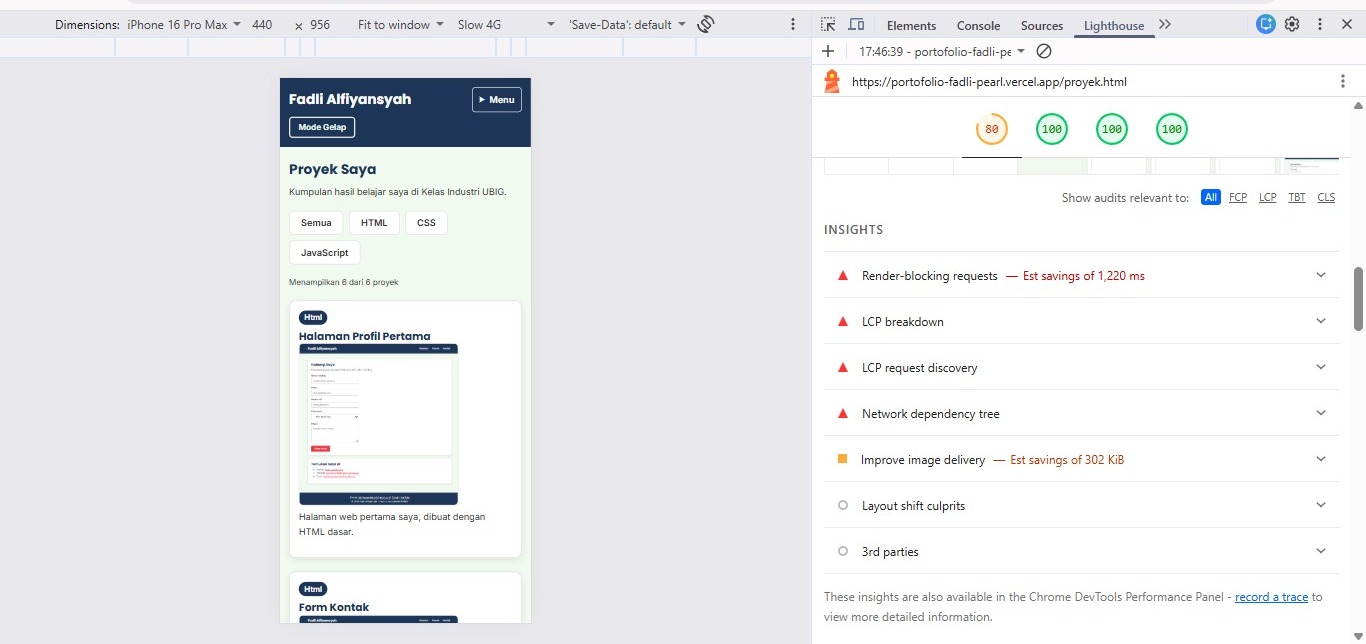 Dimensions: iPhone 16 Pro Max 440 × 956 Fit to window Slow 4G 'Save-Data': default
Elements Console Sources Lighthouse
17:46:39 - portofolio-fadli-pe
https://portofolio-fadli-pearl.vercel.app/proyek.html
80 100 100 100
Show audits relevant to: All FCP LCP TBT CLS
INSIGHTS
Render-blocking requests — Est savings of 1,220 ms
LCP breakdown
LCP request discovery
Network dependency tree
Improve image delivery — Est savings of 302 KiB
Layout shift culprits
3rd parties
These insights are also available in the Chrome DevTools Performance Panel - record a trace to
view more detailed information.
Fadli Alfiyansyah
Menu
Mode Gelap
Proyek Saya
Kumpulan hasil belajar saya di Kelas Industri UBIG.
Semua HTML CSS
JavaScript
Menampilkan 6 dari 6 proyek
Html
Halaman Profil Pertama
Fadli Alfiyansyah
Halaman web pertama saya, dibuat dengan
HTML dasar.
Html
Form Kontak
Fadli Alfiyansyah